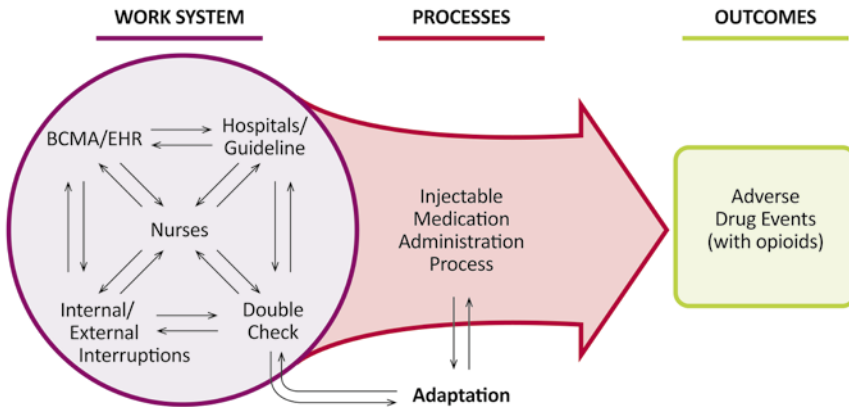 WORK SYSTEM
PROCESSES
OUTCOMES
BCMA/EHR
Hospitals/
Guideline
Nurses
Internal/
External
Interruptions
Double
Check
Injectable
Medication
Administration
Process
Adaptation
Adverse
Drug Events
(with opioids)